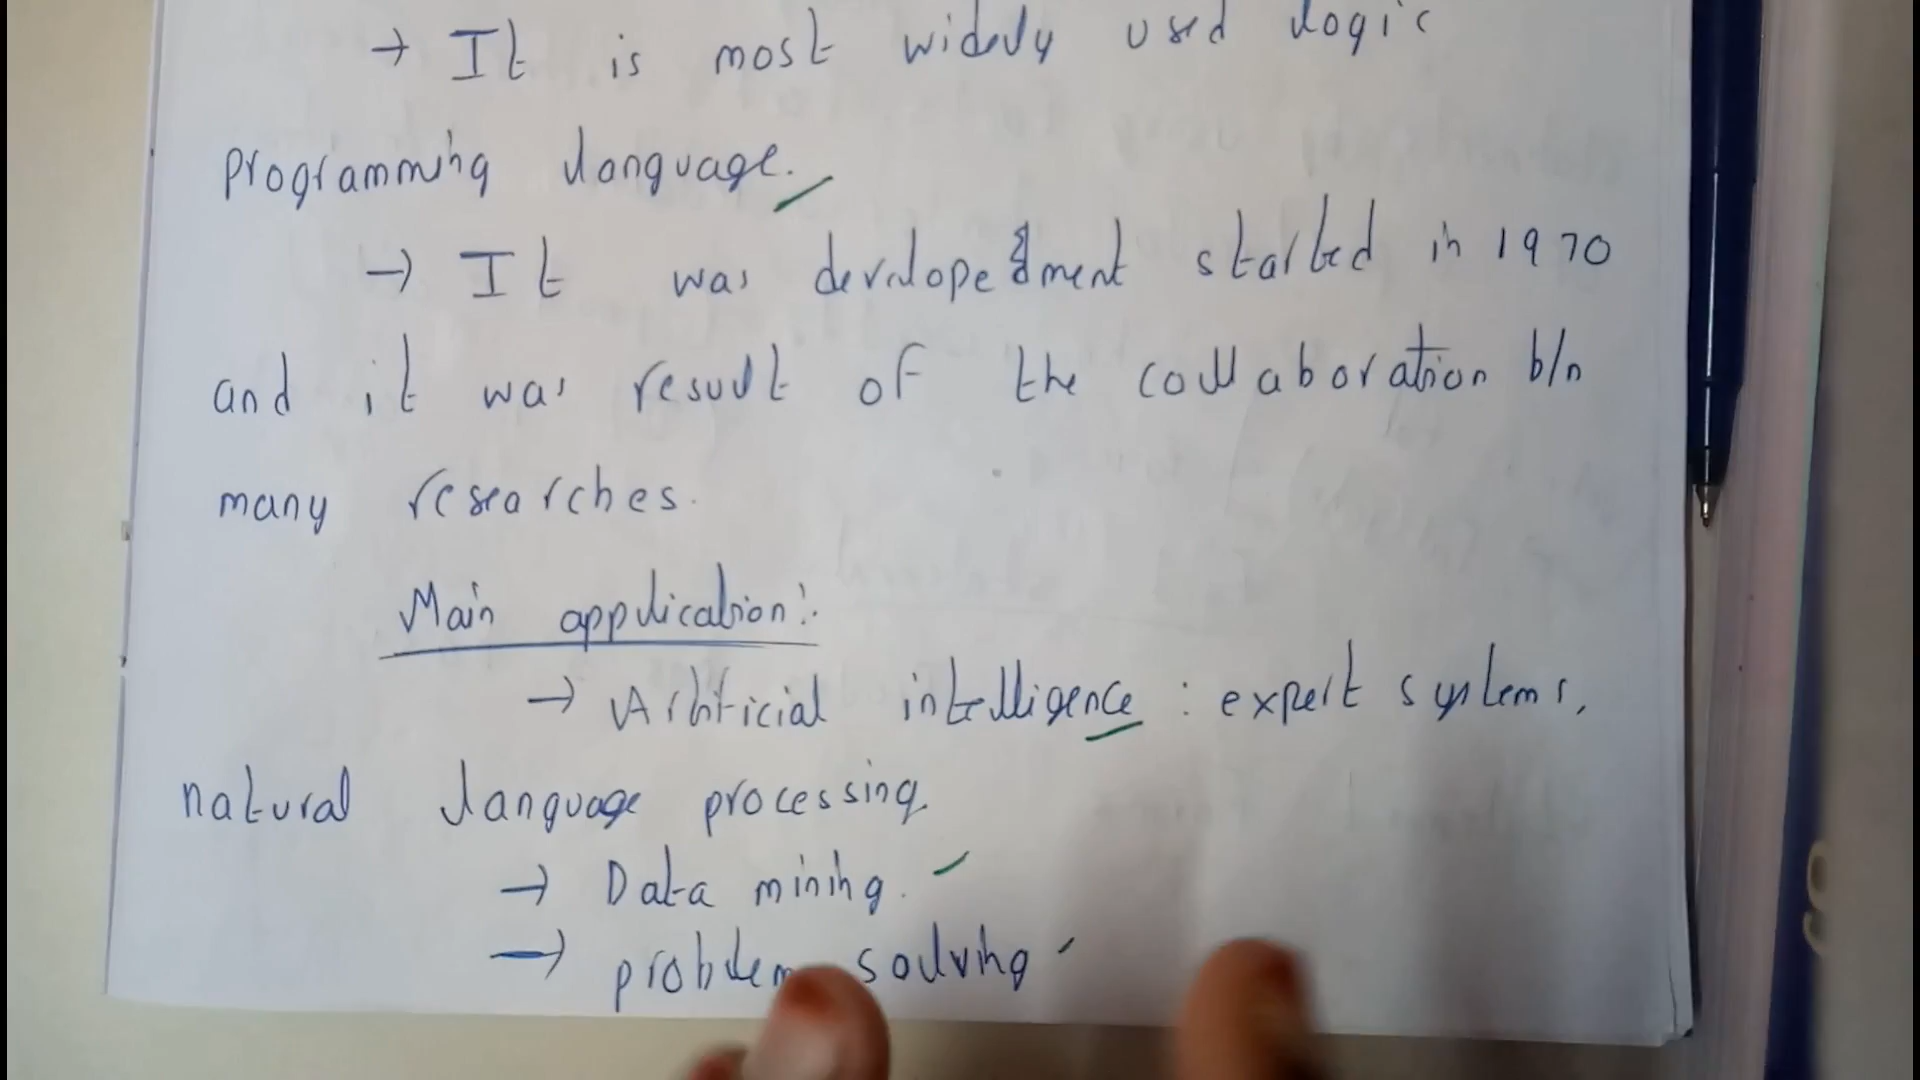 → It is most widely used logic
programming language.
→ It was development started in 1970
and it was result of the collaboration b/n
many researches.
Main application:
→ Artificial intelligence : expert systems,
natural language processing
→ Data mining.
→ problem solving